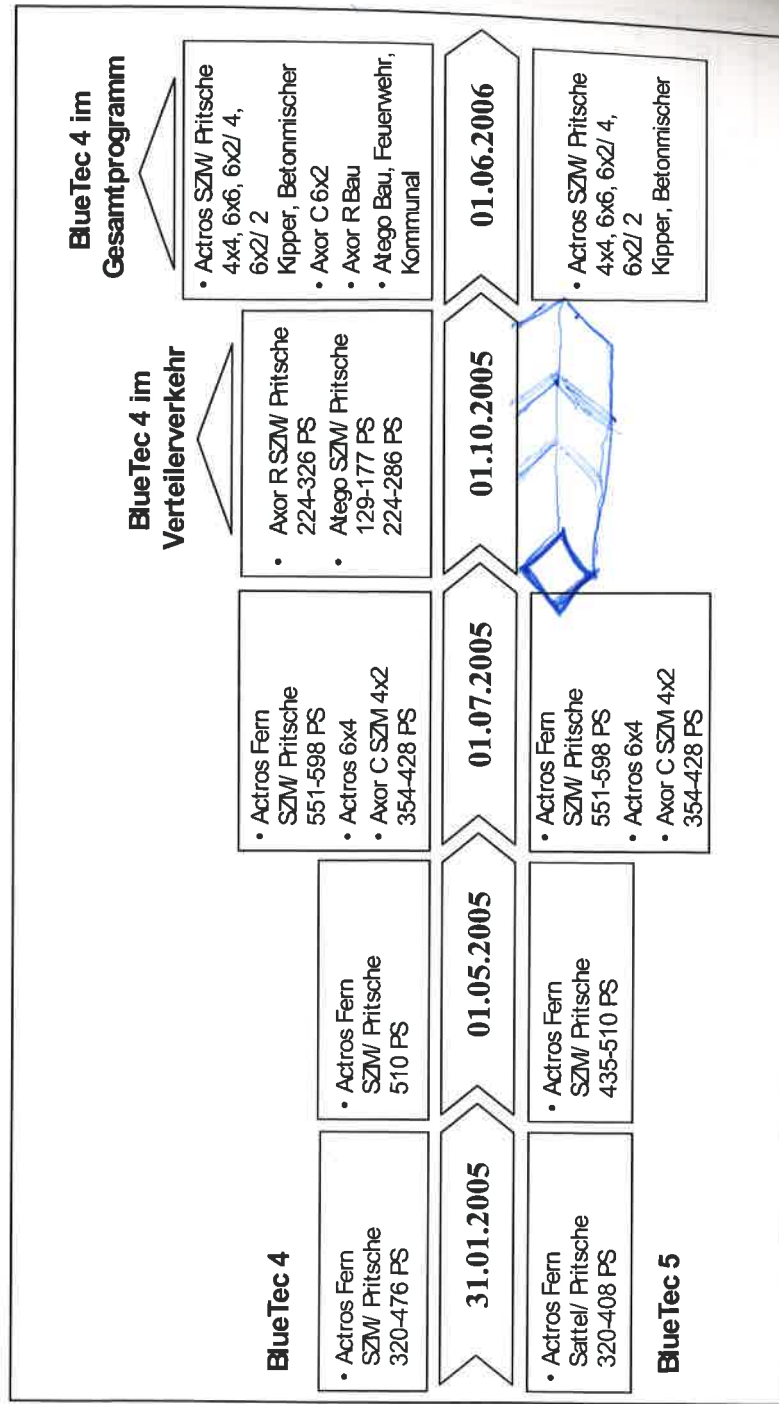 BlueTec 4 im
Gesamtprogramm
BlueTec 4 im
Verteilerverkehr
BlueTec 4
• Actros Fern
SZM/ Pritsche
320-476 PS
• Actros Fern
SZM/ Pritsche
510 PS
• Actros Fern
SZM/ Pritsche
551-598 PS
• Actros 6x4
• Axor C SZM 4x2
354-428 PS
• Axor R SZM/ Pritsche
224-326 PS
• Atego SZM/ Pritsche
129-177 PS
224-286 PS
• Actros SZM/ Pritsche
4x4, 6x6, 6x2/ 4,
6x2/ 2
Kipper, Betonmischer
• Axor C 6x2
• Axor R Bau
• Atego Bau, Feuerwehr,
Kommunal
31.01.2005
01.05.2005
01.07.2005
01.10.2005
01.06.2006
• Actros Fern
Sattel/ Pritsche
320-408 PS
• Actros Fern
SZM/ Pritsche
435-510 PS
• Actros Fern
SZM/ Pritsche
551-598 PS
• Actros 6x4
• Axor C SZM 4x2
354-428 PS
• Actros SZM/ Pritsche
4x4, 6x6, 6x2/ 4,
6x2/ 2
Kipper, Betonmischer
BlueTec 5